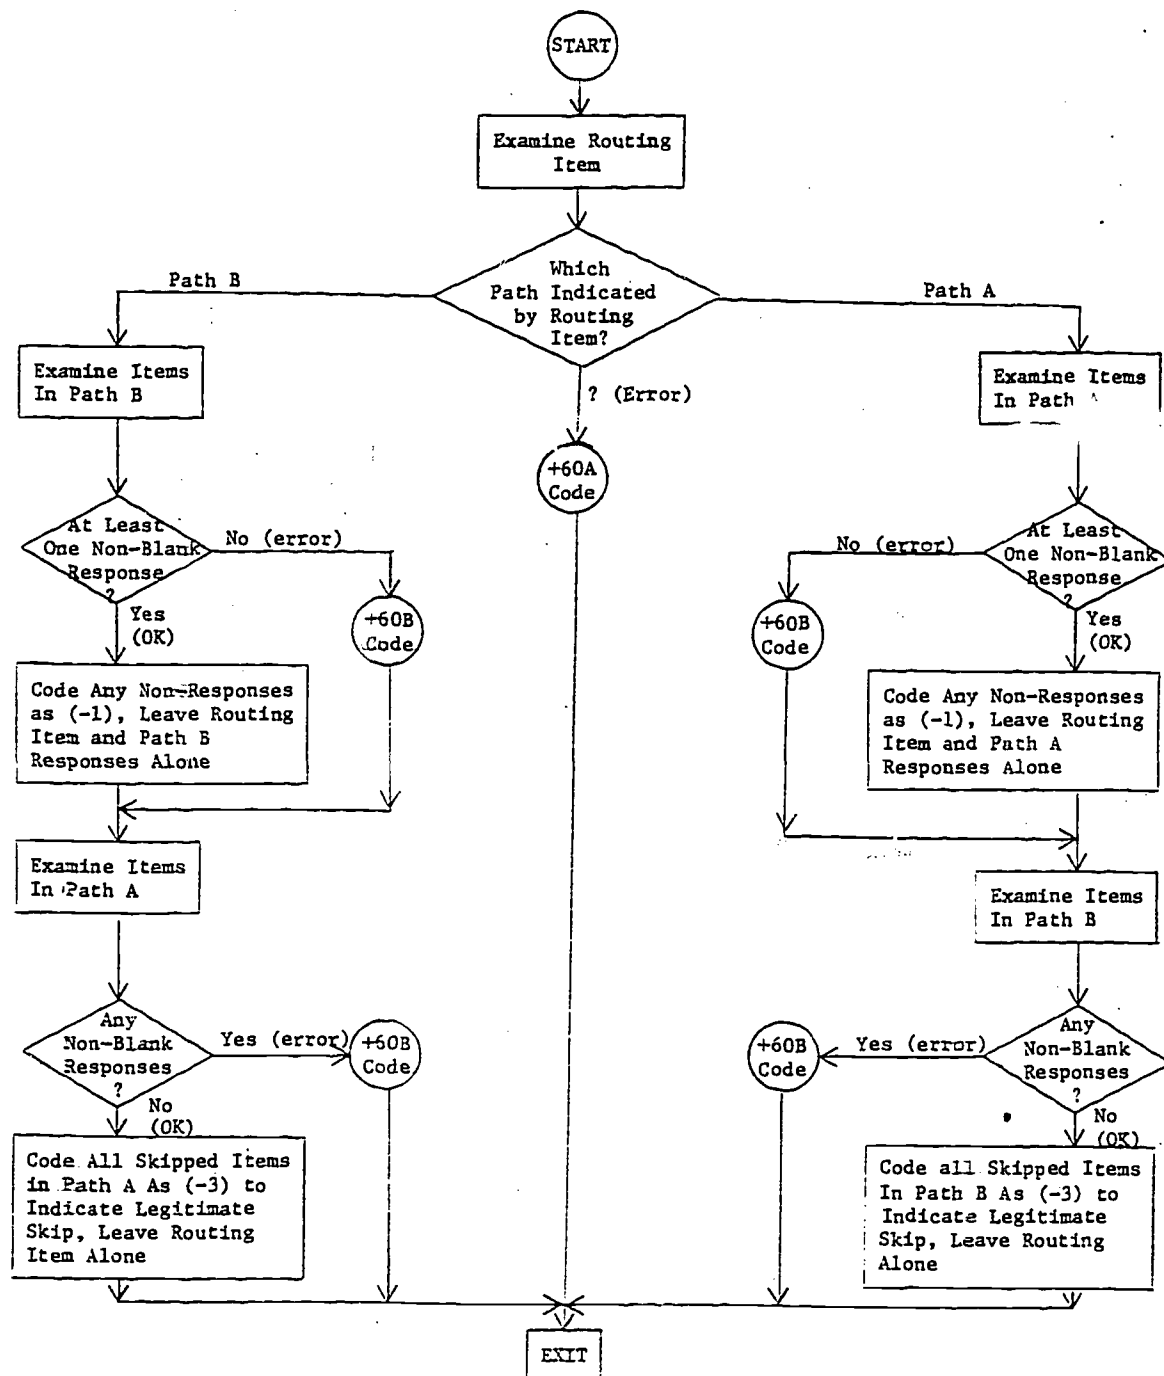 START
Examine Routing
Item
Which
Path Indicated
by Routing
Item?
Path B
Path A
? (Error)
+60A
Code
Examine Items
In Path B
At Least
One Non-Blank
Response
?
No (error)
+60B
Code
Yes
(OK)
Code Any Non-Responses
as (-1), Leave Routing
Item and Path B
Responses Alone
Examine Items
In Path A
Any
Non-Blank
Responses
?
Yes (error)
+60B
Code
No
(OK)
Code All Skipped Items
in Path A As (-3) to
Indicate Legitimate
Skip, Leave Routing
Item Alone
Examine Items
In Path A
At Least
One Non-Blank
Response
?
No (error)
+60B
Code
Yes
(OK)
Code Any Non-Responses
as (-1), Leave Routing
Item and Path A
Responses Alone
Examine Items
In Path B
Any
Non-Blank
Responses
?
Yes (error)
+60B
Code
No
(OK)
Code all Skipped Items
In Path B As (-3) to
Indicate Legitimate
Skip, Leave Routing
Alone
EXIT